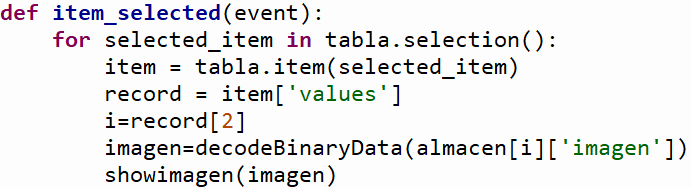 def item_selected(event):
    for selected_item in tabla.selection():
        item = tabla.item(selected_item)
        record = item['values']
        i=record[2]
        imagen=decodeBinaryData(almacen[i]['imagen'])
        showimagen(imagen)